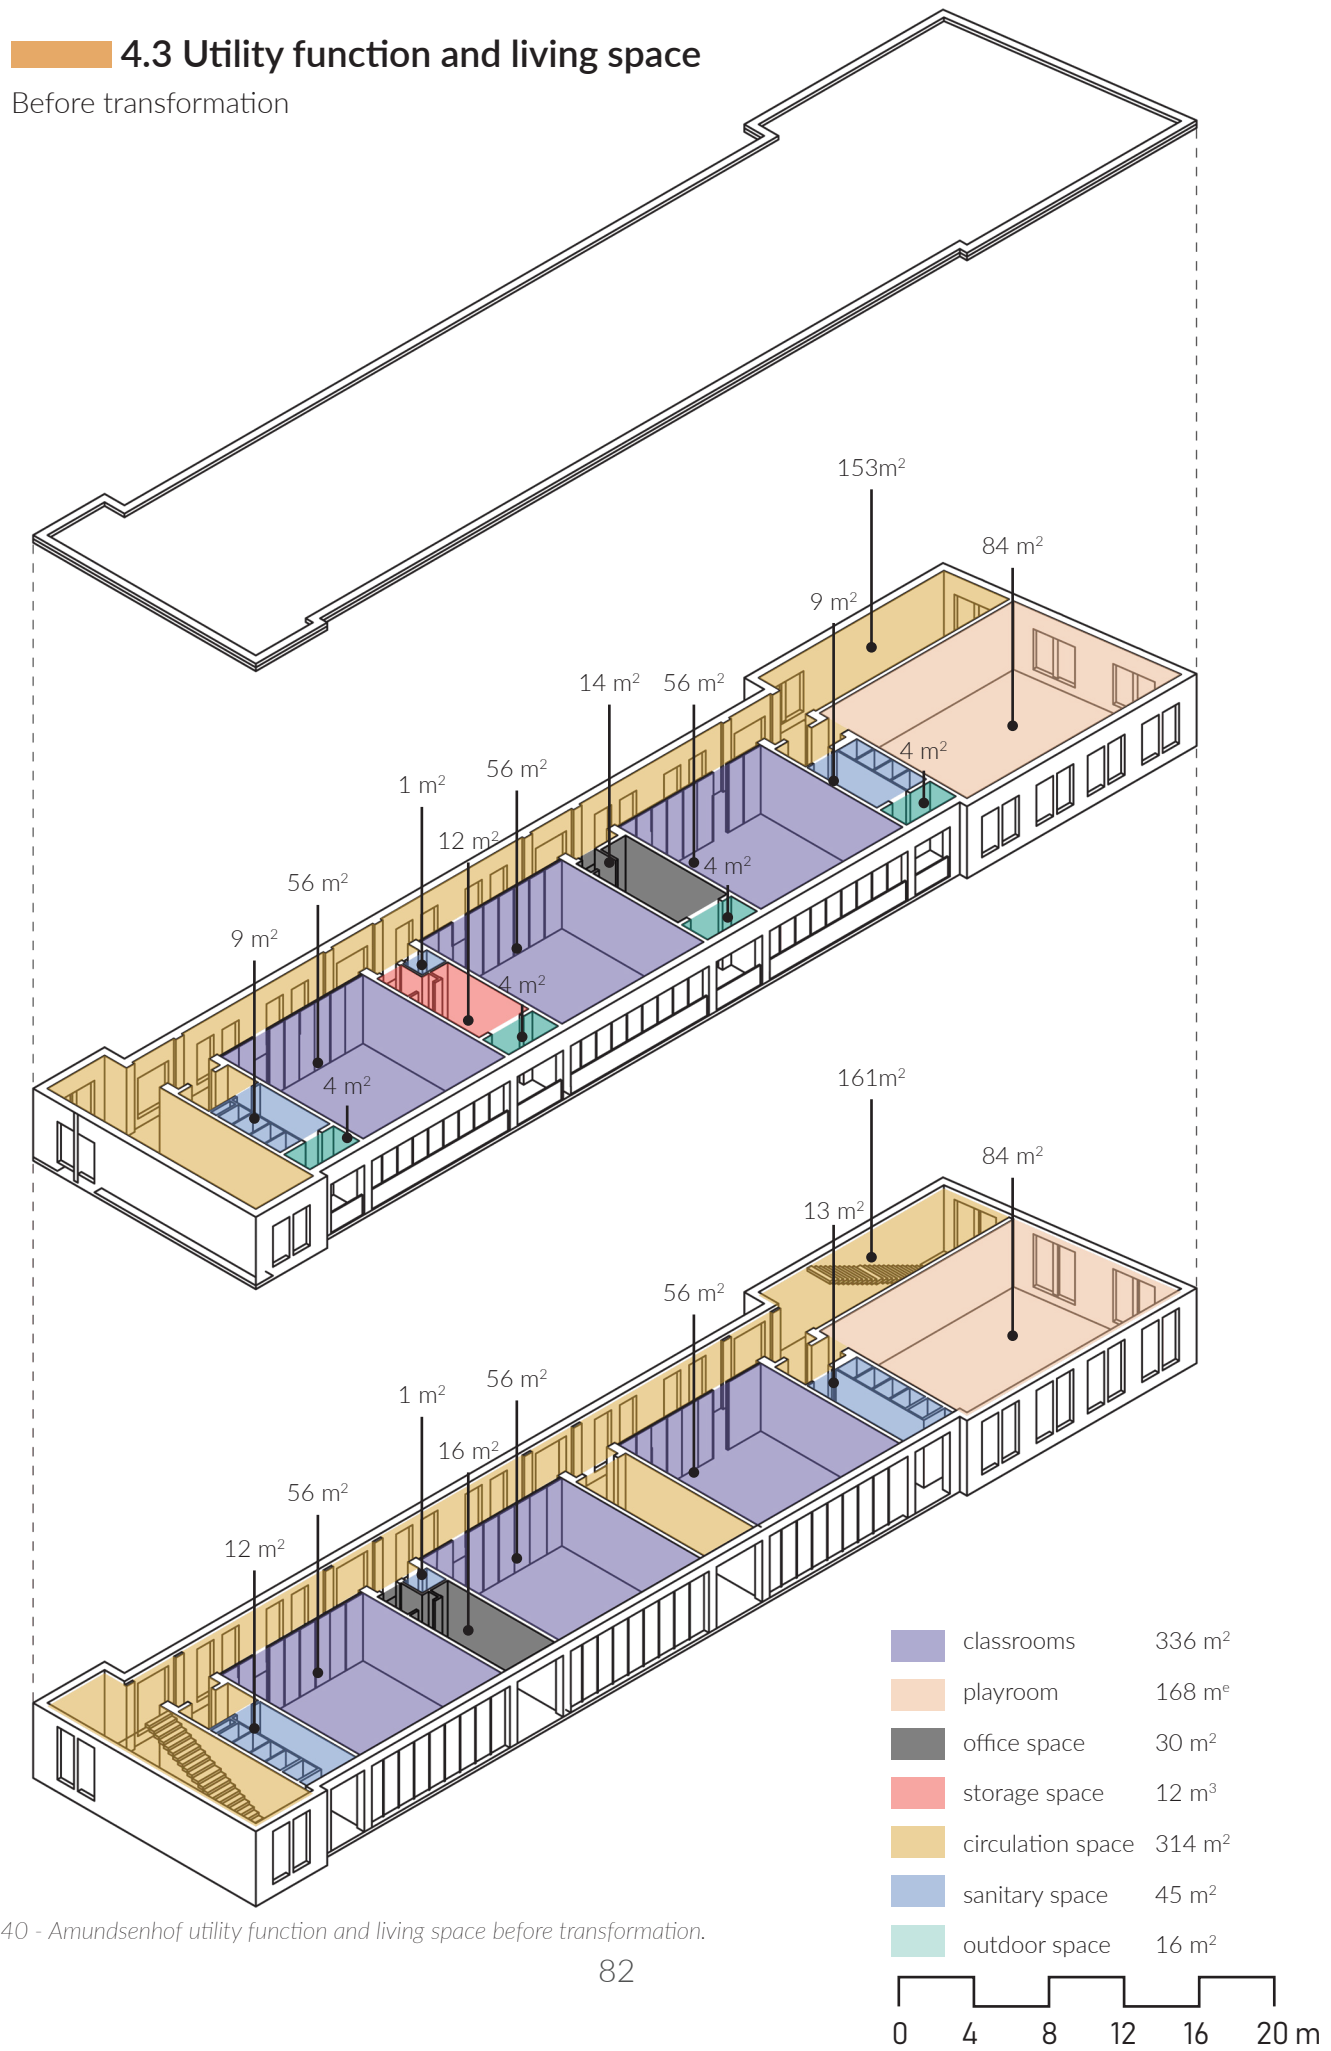 4.3 Utility function and living space
Before transformation
153m²
84 m²
9 m²
14 m²
56 m²
4 m²
56 m²
1 m²
12 m²
4 m²
56 m²
9 m²
4 m²
4 m²
161m²
84 m²
13 m²
56 m²
56 m²
1 m²
16 m²
56 m²
12 m²
classrooms 336 m²
playroom 168 mᵉ
office space 30 m²
storage space 12 m³
circulation space 314 m²
sanitary space 45 m²
outdoor space 16 m²
40 - Amundsenhof utility function and living space before transformation.
82
0 4 8 12 16 20 m